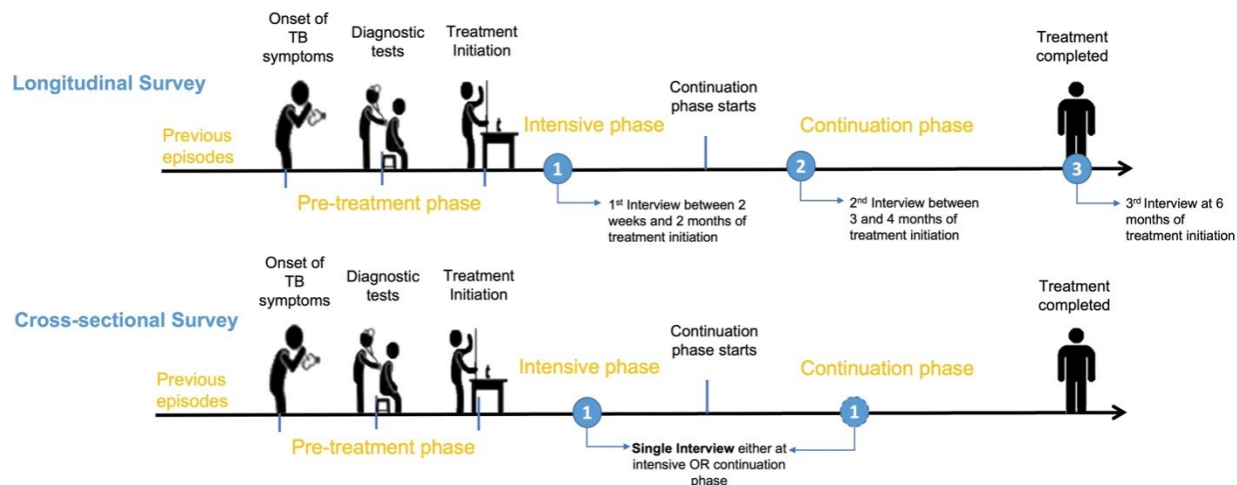 Onset of
TB
symptoms
Diagnostic
tests
Treatment
Initiation
Treatment
completed
Longitudinal Survey
Continuation
phase starts
Previous
episodes
Intensive phase
Continuation phase
1
2
3
Pre-treatment phase
1st Interview between 2
weeks and 2 months of
treatment initiation
2nd Interview between
3 and 4 months of
treatment initiation
3rd Interview at 6
months of
treatment initiation
Onset of
TB
symptoms
Diagnostic
tests
Treatment
Initiation
Treatment
completed
Cross-sectional Survey
Continuation
phase starts
Previous
episodes
Intensive phase
Continuation phase
1
1
Pre-treatment phase
Single Interview either at
intensive OR continuation
phase